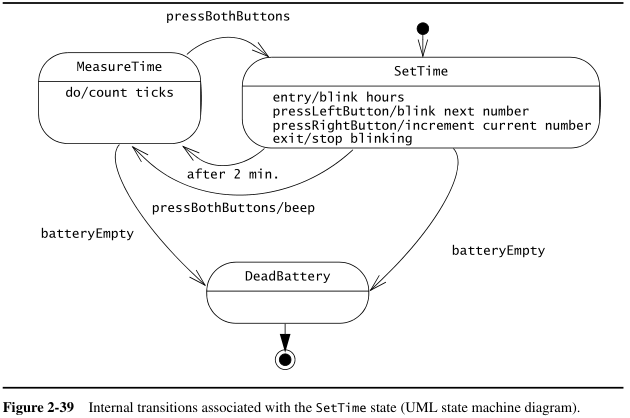 pressBothButtons
MeasureTime
do/count ticks
SetTime
entry/blink hours
pressLeftButton/blink next number
pressRightButton/increment current number
exit/stop blinking
after 2 min.
pressBothButtons/beep
batteryEmpty
batteryEmpty
DeadBattery
Figure 2-39 Internal transitions associated with the SetTime state (UML state machine diagram).